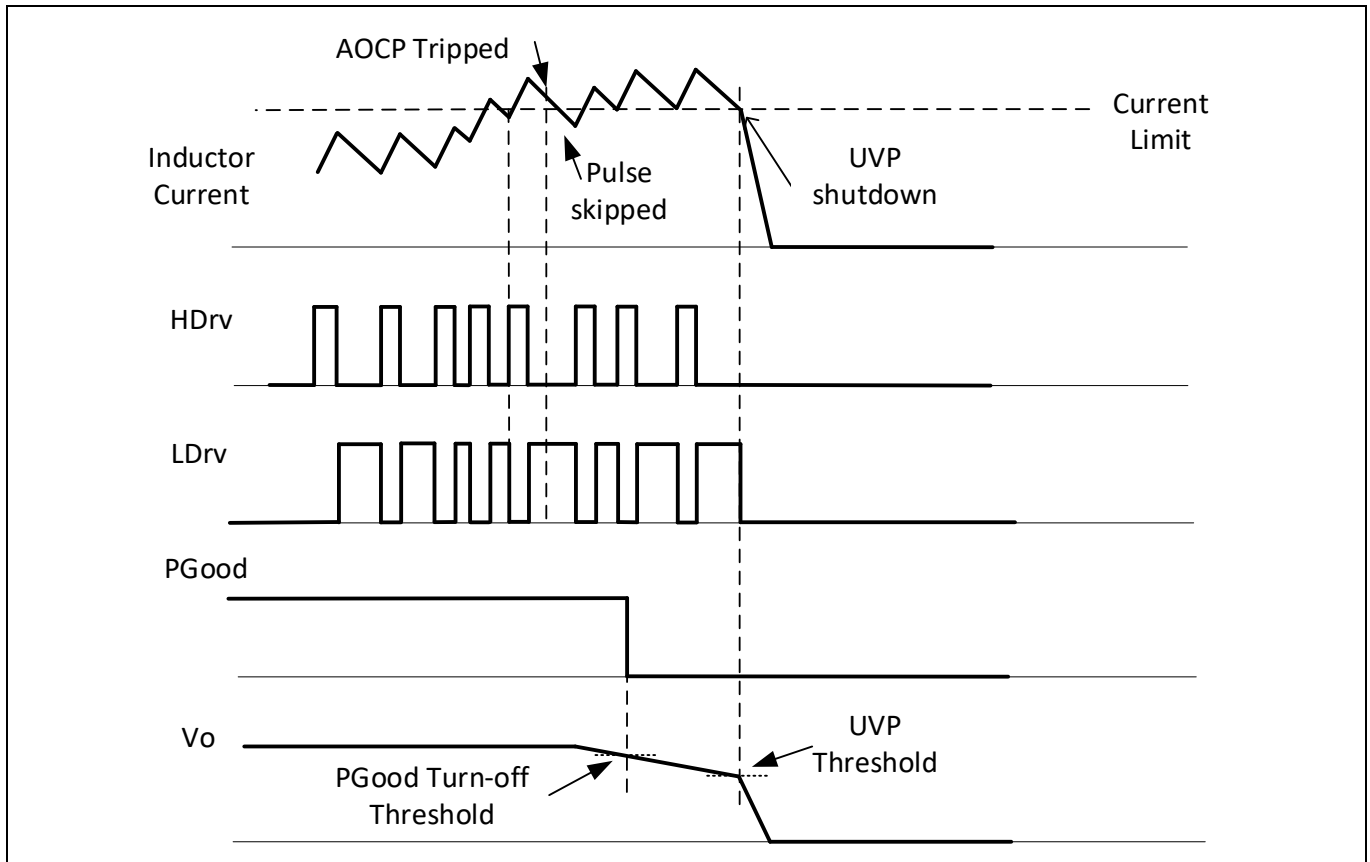 AOCP Tripped
Current
Limit
Inductor
Current
Pulse
skipped
UVP
shutdown
HDrv
LDrv
PGood
Vo
UVP
Threshold
PGood Turn-off
Threshold